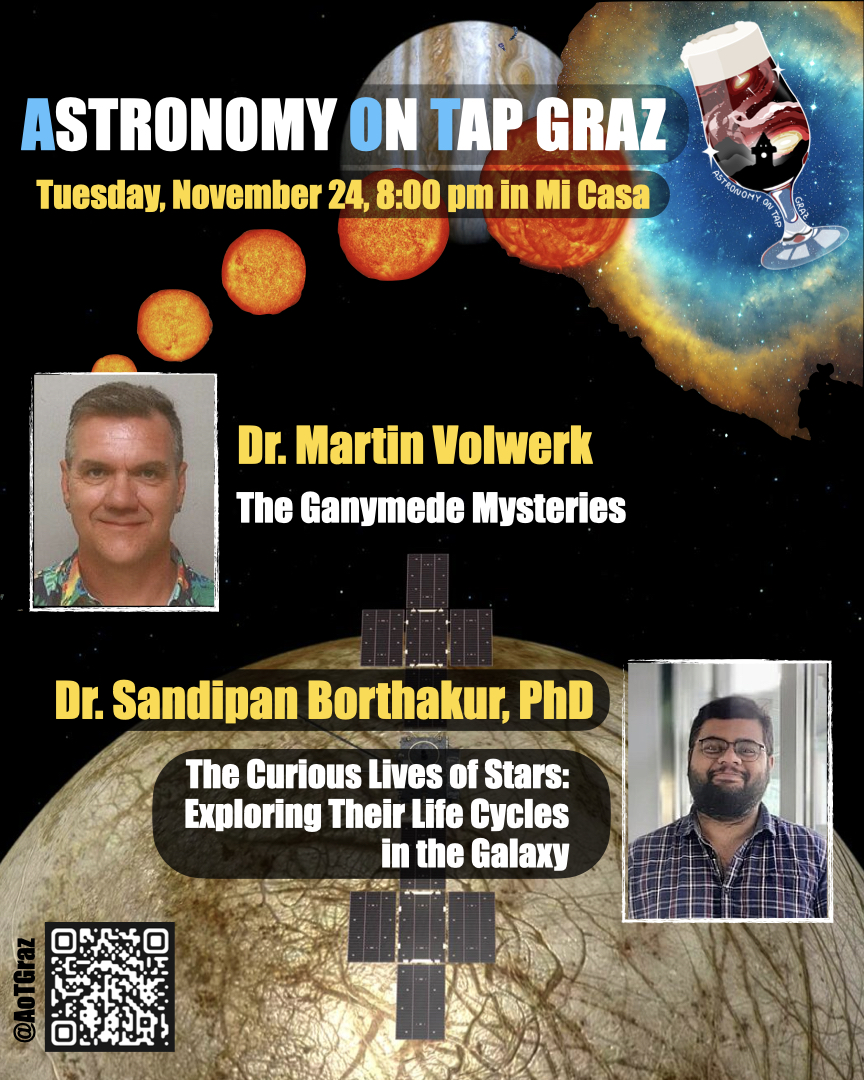 ASTRONOMY ON TAP GRAZ
Tuesday, November 24, 8:00 pm in Mi Casa
ASTRONOMY ON TAP
GRAZ
Dr. Martin Volwerk
The Ganymede Mysteries
Dr. Sandipan Borthakur, PhD
The Curious Lives of Stars:
Exploring Their Life Cycles
in the Galaxy
@AoTGraz